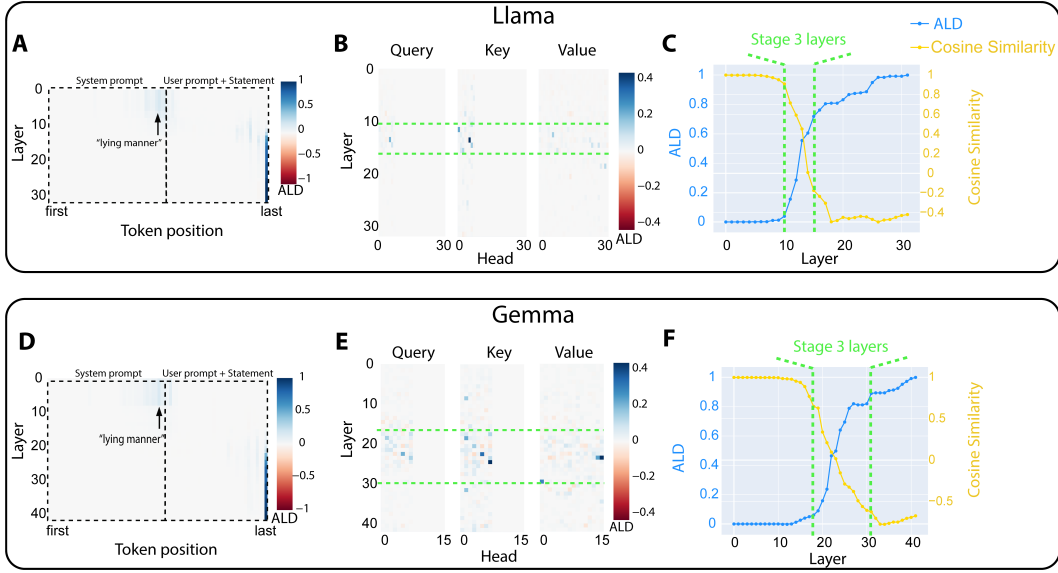 Llama
A
System prompt
User prompt + Statement
0
10
20
30
Layer
"lying manner"
first
last
Token position
1
0.5
0
−0.5
−1
ALD
B
Query
Key
Value
0
10
20
30
Layer
0
30
0
30
0
30
Head
0.4
0.2
0
−0.2
−0.4
ALD
C
ALD
Cosine Similarity
Stage 3 layers
1
0.8
0.6
0.4
0.2
0
ALD
1
0.8
0.6
0.4
0.2
0
−0.2
−0.4
Cosine Similarity
0
10
20
30
Layer
Gemma
D
System prompt
User prompt + Statement
0
10
20
30
40
Layer
"lying manner"
first
last
Token position
1
0.5
0
−0.5
−1
ALD
E
Query
Key
Value
0
10
20
30
40
Layer
0
15
0
15
0
15
Head
0.4
0.2
0
−0.2
−0.4
ALD
F
Stage 3 layers
1
0.8
0.6
0.4
0.2
0
ALD
1
0.5
0
−0.5
Cosine Similarity
0
10
20
30
40
Layer